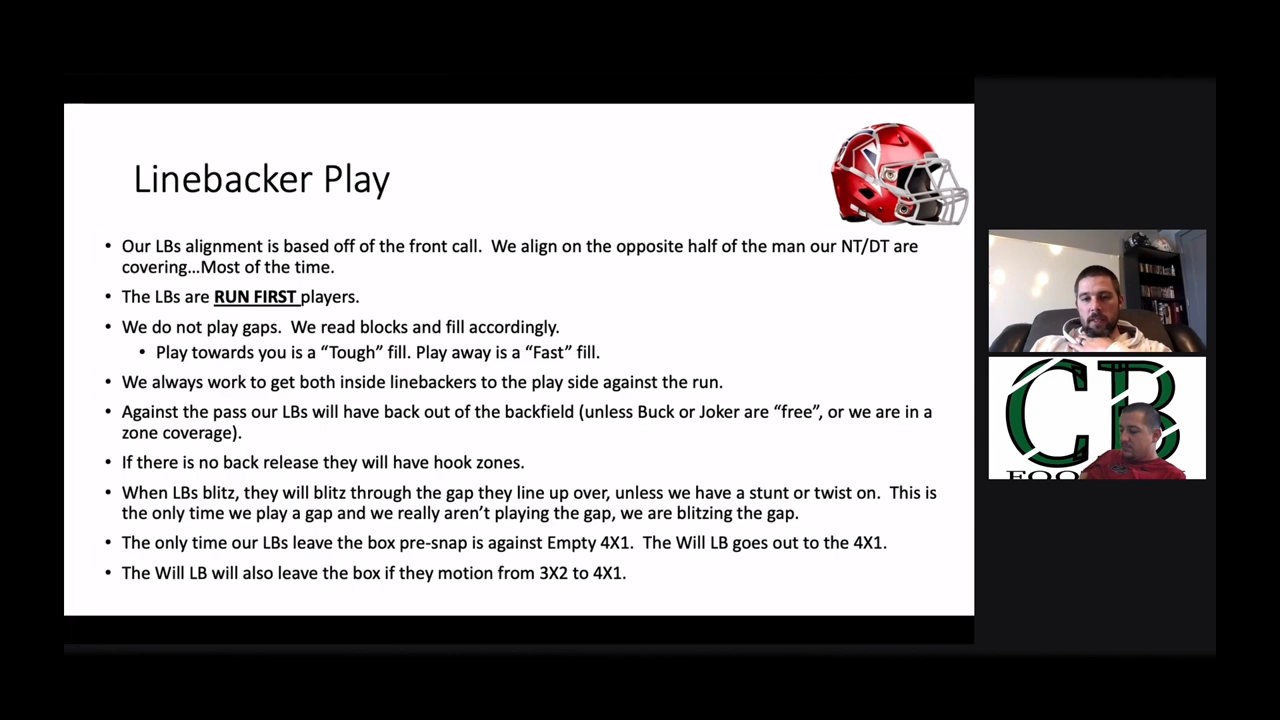 Linebacker Play
• Our LBs alignment is based off of the front call. We align on the opposite half of the man our NT/DT are
covering...Most of the time.
• The LBs are RUN FIRST players.
• We do not play gaps. We read blocks and fill accordingly.
• Play towards you is a “Tough” fill. Play away is a “Fast” fill.
• We always work to get both inside linebackers to the play side against the run.
• Against the pass our LBs will have back out of the backfield (unless Buck or Joker are “free”, or we are in a
zone coverage).
• If there is no back release they will have hook zones.
• When LBs blitz, they will blitz through the gap they line up over, unless we have a stunt or twist on. This is
the only time we play a gap and we really aren’t playing the gap, we are blitzing the gap.
• The only time our LBs leave the box pre-snap is against Empty 4X1. The Will LB goes out to the 4X1.
• The Will LB will also leave the box if they motion from 3X2 to 4X1.
CB